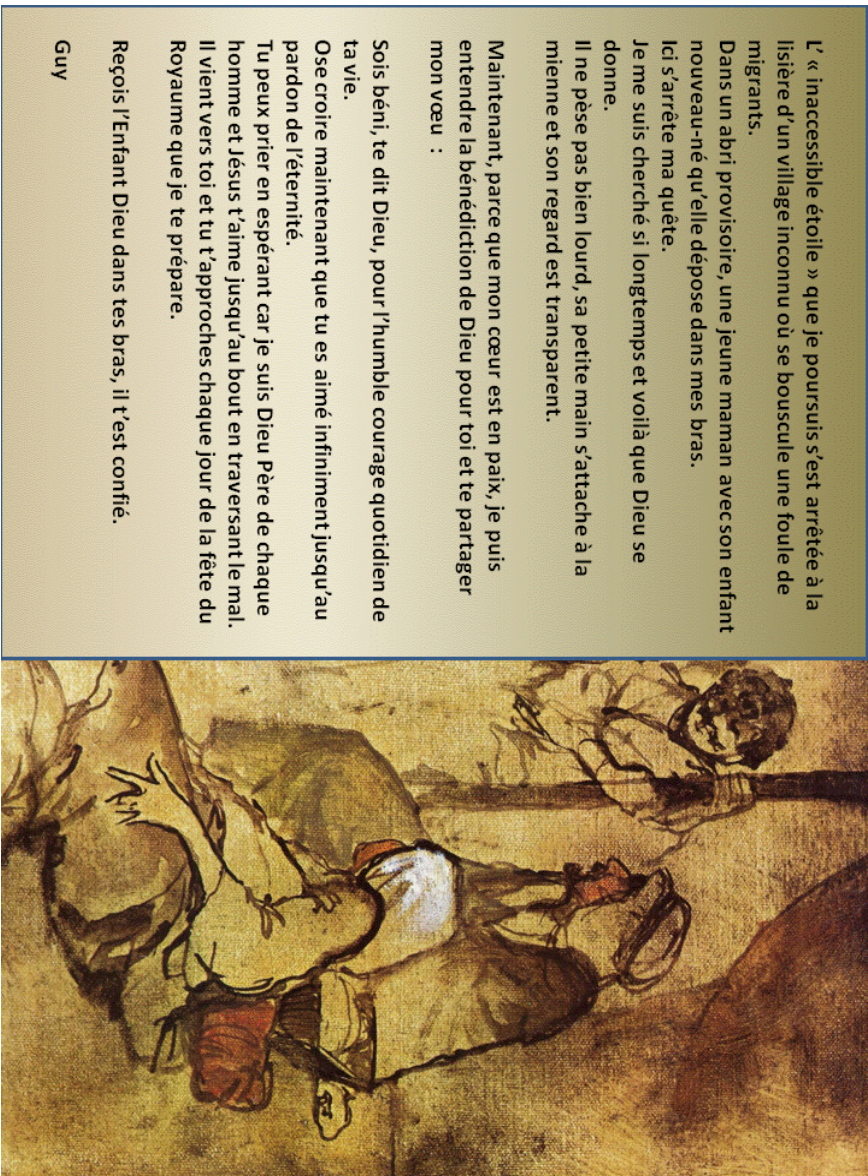 L’ « inaccessible étoile » que je poursuis s’est arrêtée à la
lisière d’un village inconnu où se bouscule une foule de
migrants.
Dans un abri provisoire, une jeune maman avec son enfant
nouveau-né qu’elle dépose dans mes bras.
Ici s’arrête ma quête.
Je me suis cherché si longtemps et voilà que Dieu se
donne.
Il ne pèse pas bien lourd, sa petite main s’attache à la
mienne et son regard est transparent.
Maintenant, parce que mon cœur est en paix, je puis
entendre la bénédiction de Dieu pour toi et te partager
mon vœu :
Sois béni, te dit Dieu, pour l’humble courage quotidien de
ta vie.
Ose croire maintenant que tu es aimé infiniment jusqu’au
pardon de l’éternité.
Tu peux prier en espérant car je suis Dieu Père de chaque
homme et Jésus t’aime jusqu’au bout en traversant le mal.
Il vient vers toi et tu t’approches chaque jour de la fête du
Royaume que je te prépare.
Reçois l’Enfant Dieu dans tes bras, il t’est confié.
Guy